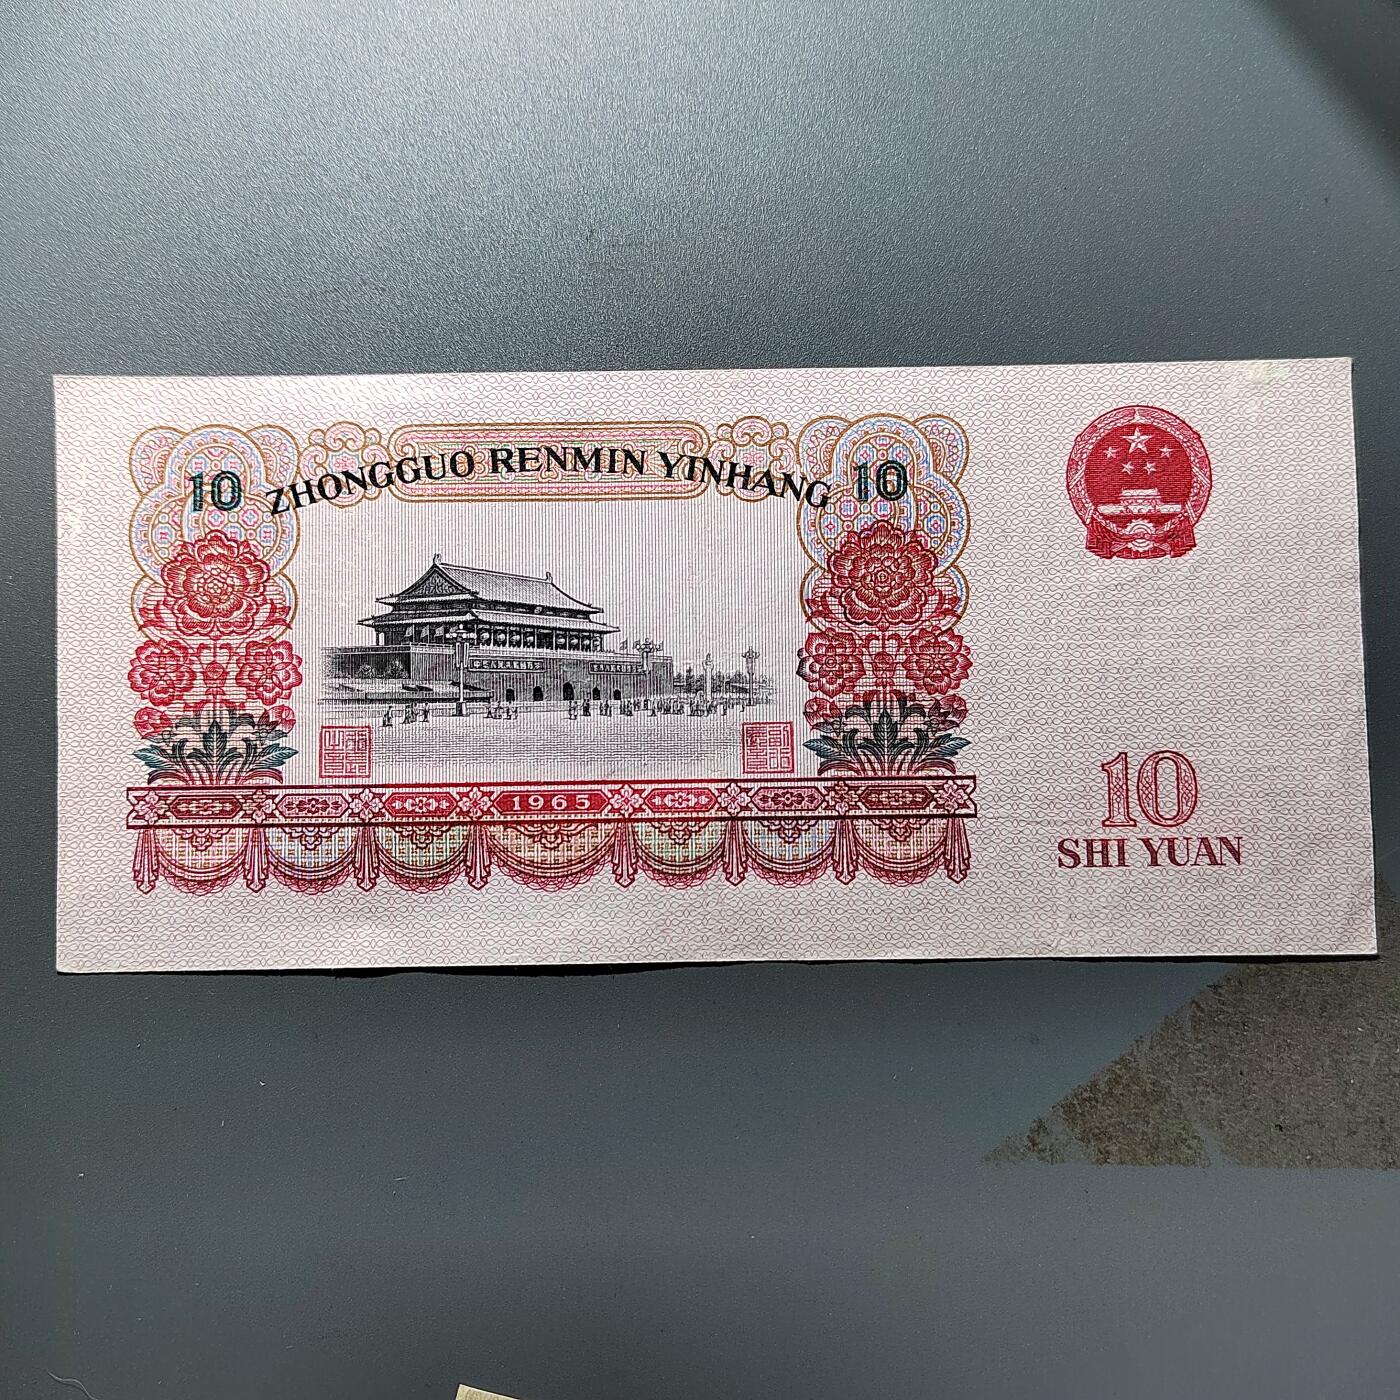 10 ZHONGGUO RENMIN YINHANG 10
1965
10
SHI YUAN